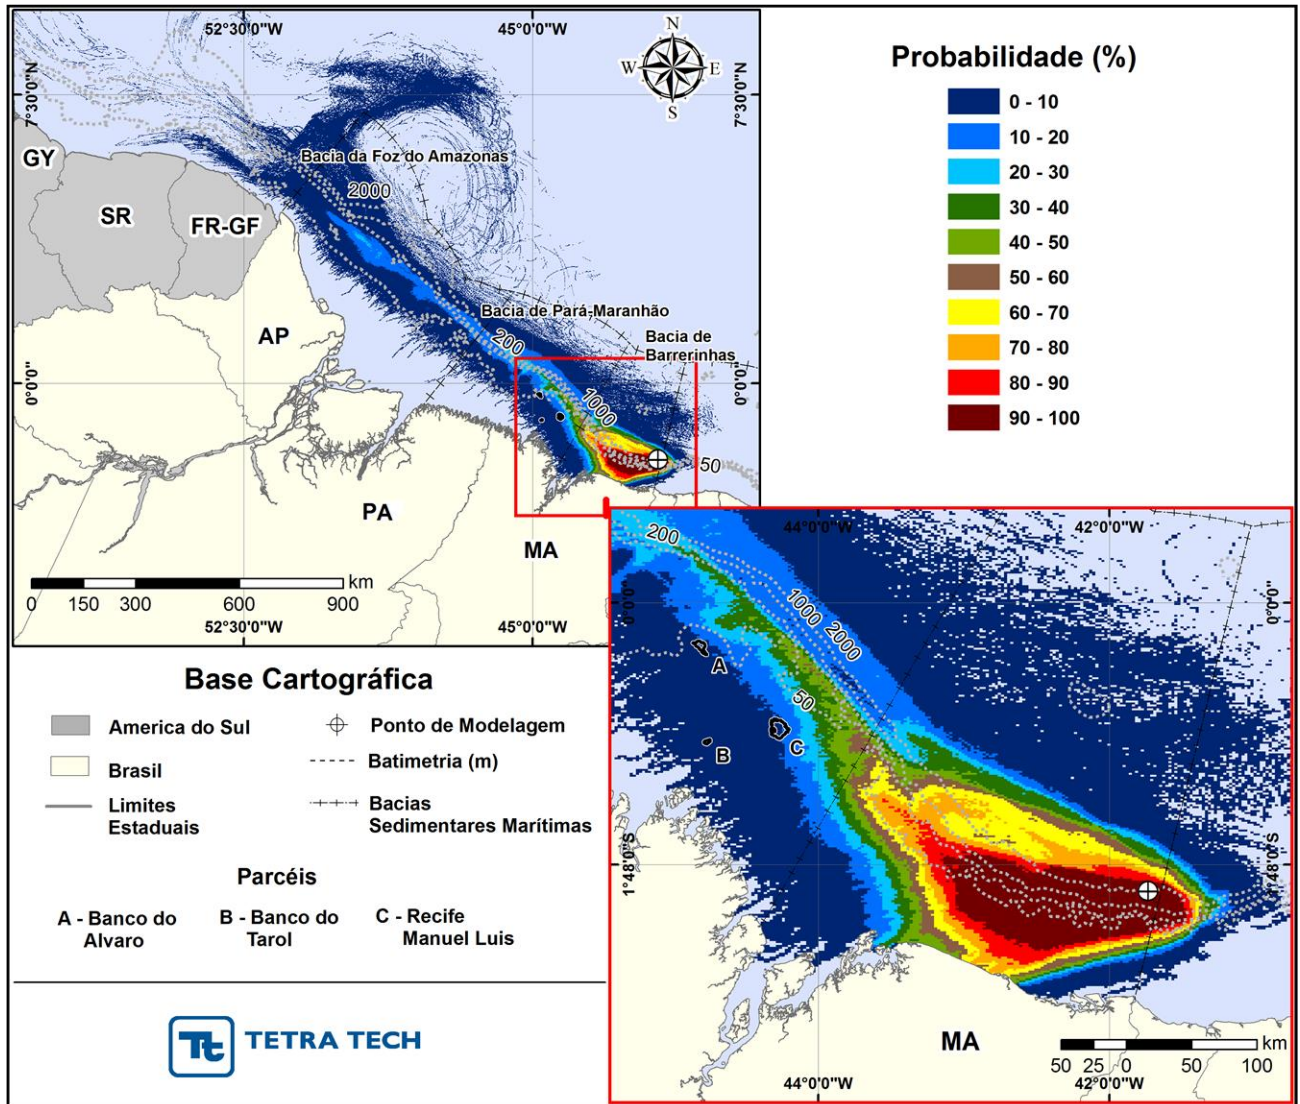 52°30'0"W
45°0'0"W
N
W
E
S
7°30'0"N
7°30'0"N
GY
SR
FR-GF
Bacia da Foz do Amazonas
2000
Bacia de Pará-Maranhão
Bacia de
Barrerinhas
AP
200
1000
50
0°0'0"
0°0'0"
PA
MA
km
0 150 300 600 900
52°30'0"W
45°0'0"W
Probabilidade (%)
0 - 10
10 - 20
20 - 30
30 - 40
40 - 50
50 - 60
60 - 70
70 - 80
80 - 90
90 - 100
44°0'0"W
42°0'0"W
200
1000
2000
50
0°0'0"
0°0'0"
A
B
C
1°48'0"S
1°48'0"S
MA
km
50 25 0 50 100
44°0'0"W
42°0'0"W
Base Cartográfica
America do Sul
Ponto de Modelagem
Brasil
Batimetria (m)
Limites
Estaduais
Bacias
Sedimentares Marítimas
Parcéis
A - Banco do
Alvaro
B - Banco do
Tarol
C - Recife
Manuel Luis
Tt TETRA TECH